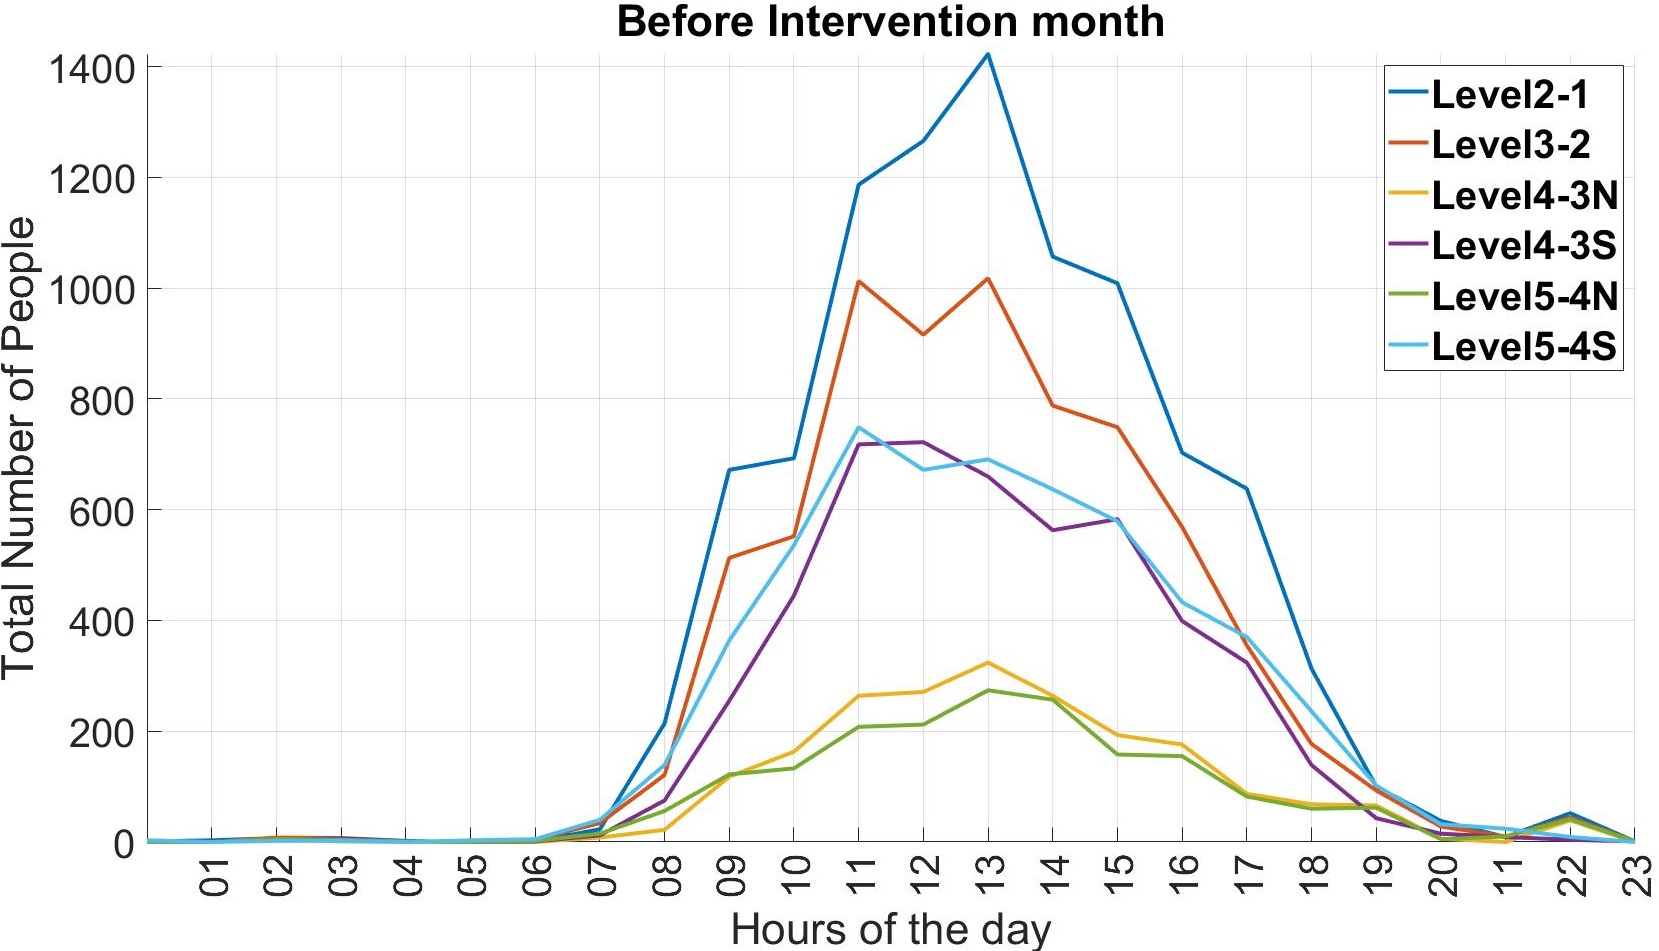 Before Intervention month
Total Number of People
1400
1200
1000
800
600
400
200
0
Level2-1
Level3-2
Level4-3N
Level4-3S
Level5-4N
Level5-4S
01 02 03 04 05 06 07 08 09 10 11 12 13 14 15 16 17 18 19 20 11 22 23
Hours of the day